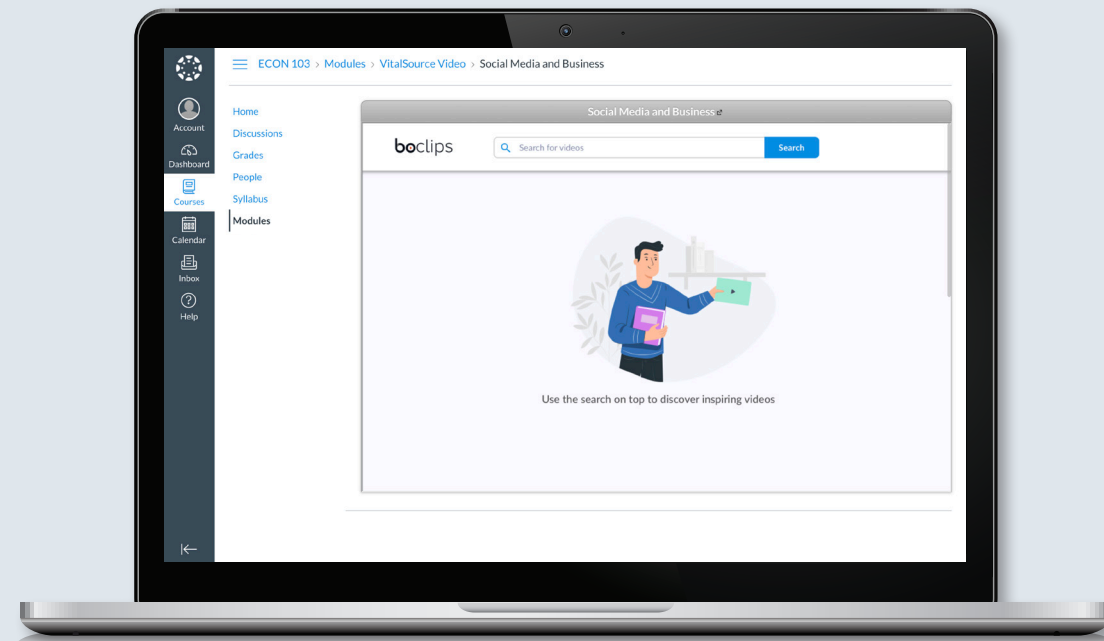 ECON 103 > Modules > VitalSource Video > Social Media and Business
Account
Dashboard
Courses
Calendar
Inbox
Help
Home
Discussions
Grades
People
Syllabus
Modules
Social Media and Business
boclips
Search for videos
Search
Use the search on top to discover inspiring videos